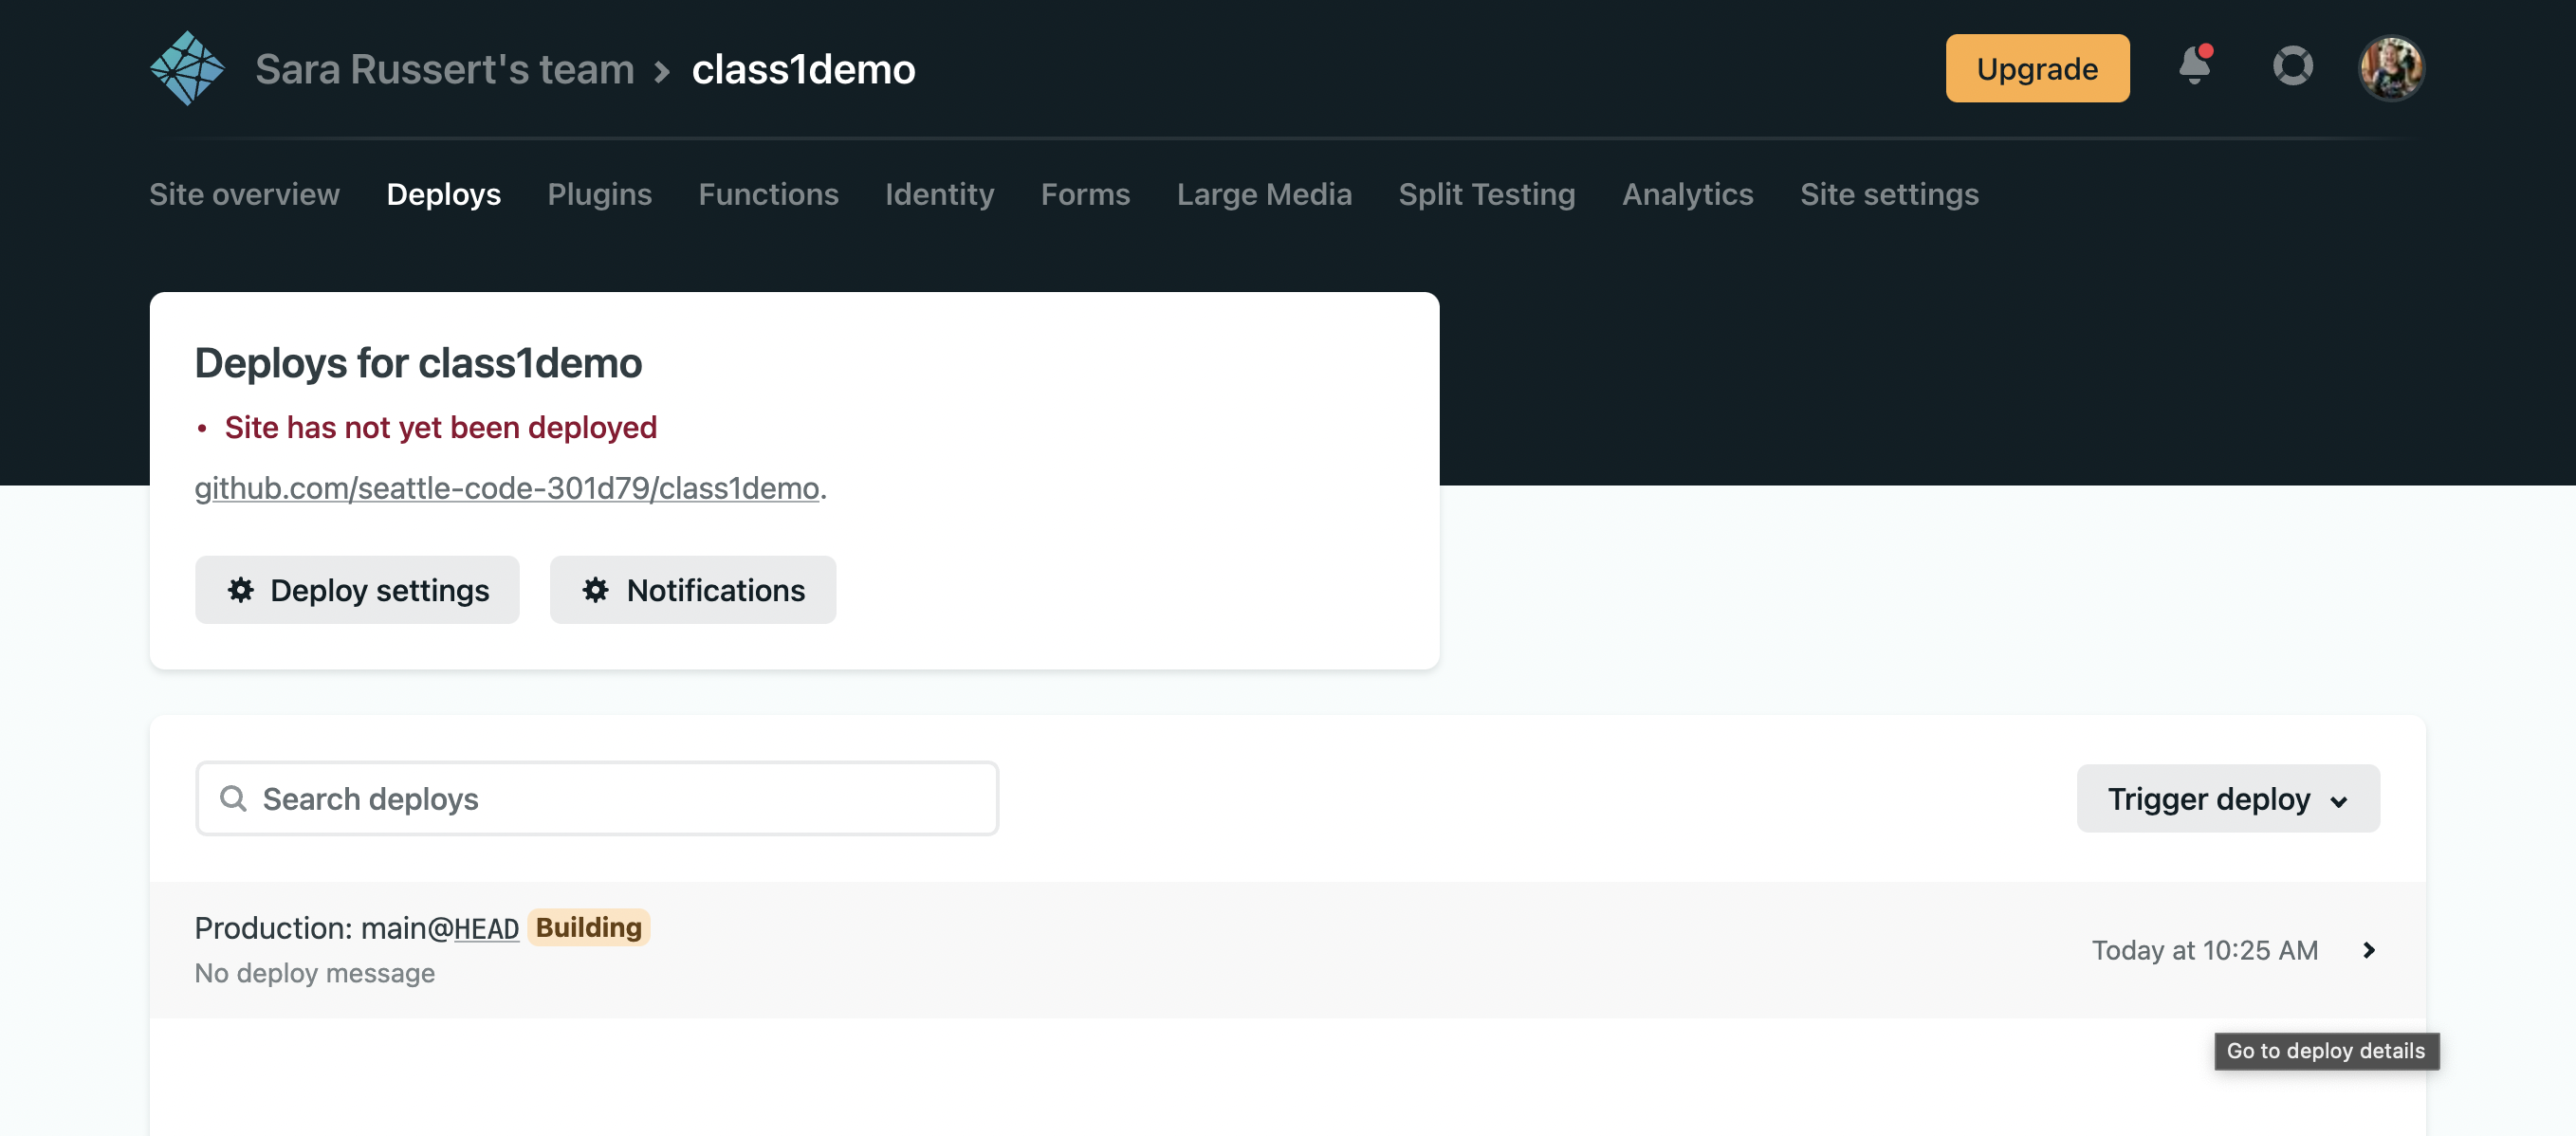 Sara Russert's team > class1demo
Upgrade
Site overview Deploys Plugins Functions Identity Forms Large Media Split Testing Analytics Site settings
Deploys for class1demo
• Site has not yet been deployed
github.com/seattle-code-301d79/class1demo.
Deploy settings Notifications
Search deploys
Trigger deploy
Production: main@HEAD Building
No deploy message
Today at 10:25 AM
Go to deploy details